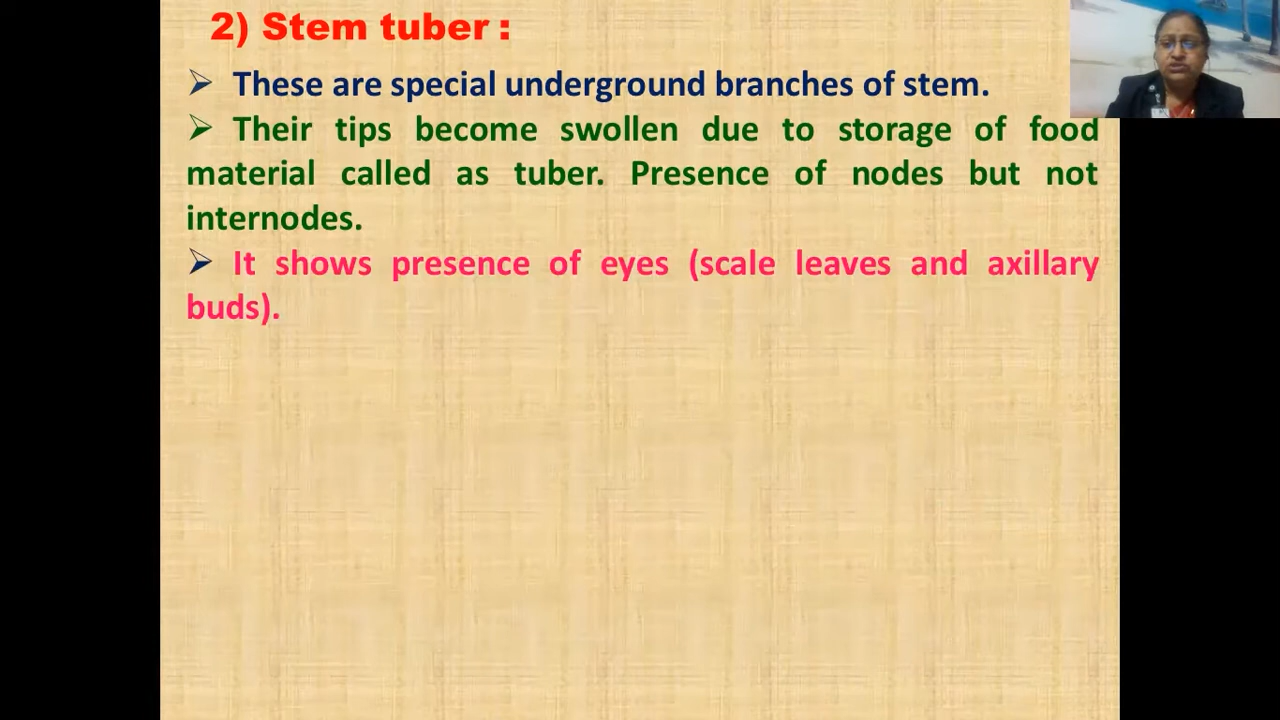 2) Stem tuber :
➢ These are special underground branches of stem.
➢ Their tips become swollen due to storage of food
material called as tuber. Presence of nodes but not
internodes.
➢ It shows presence of eyes (scale leaves and axillary
buds).